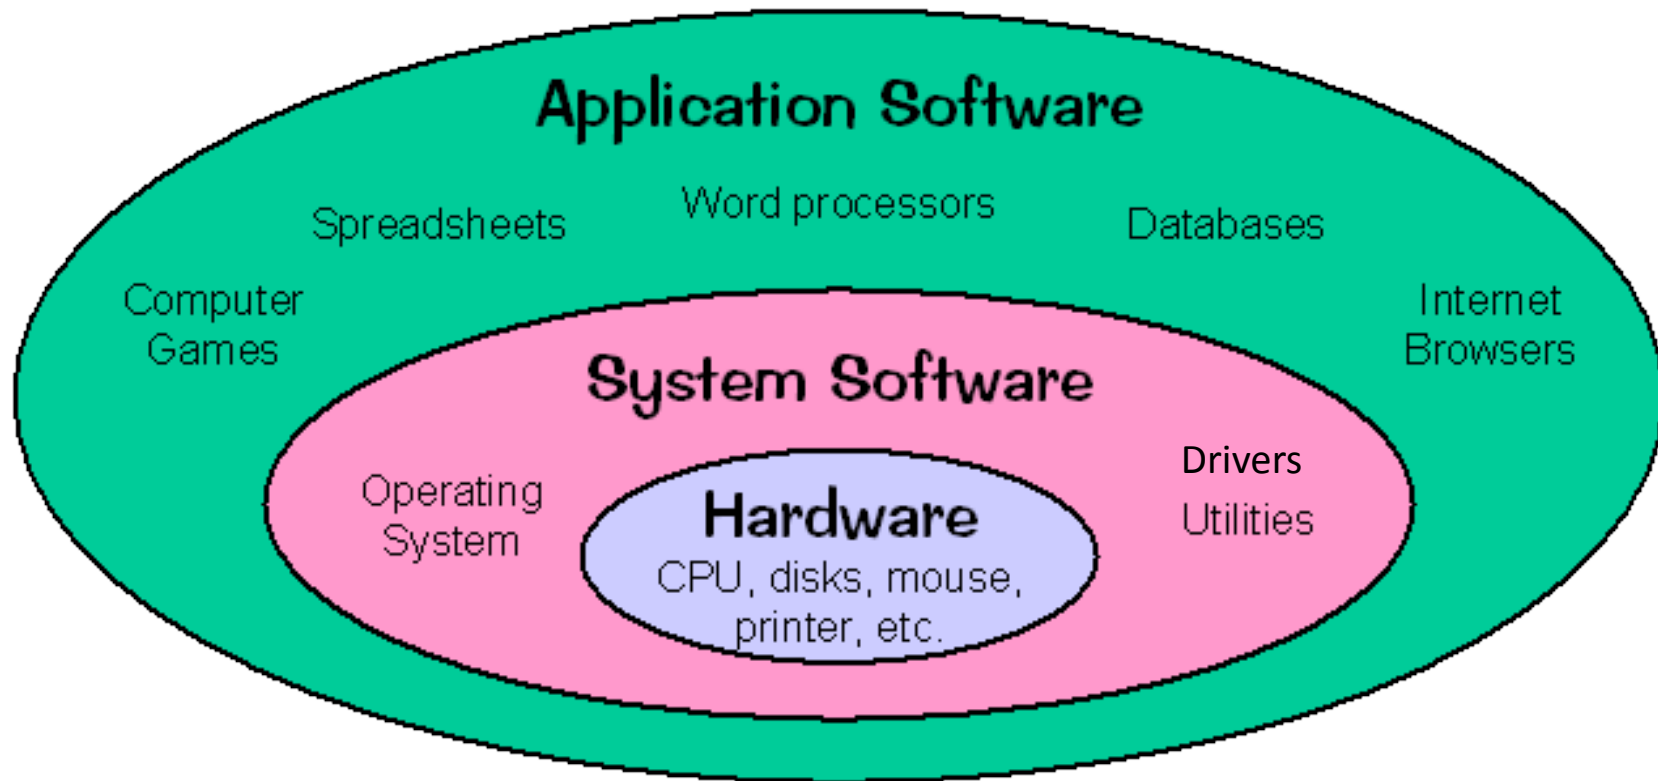 Application Software
Word processors
Spreadsheets
Databases
Computer
Games
Internet
Browsers
System Software
Operating
System
Drivers
Utilities
Hardware
CPU, disks, mouse,
printer, etc.